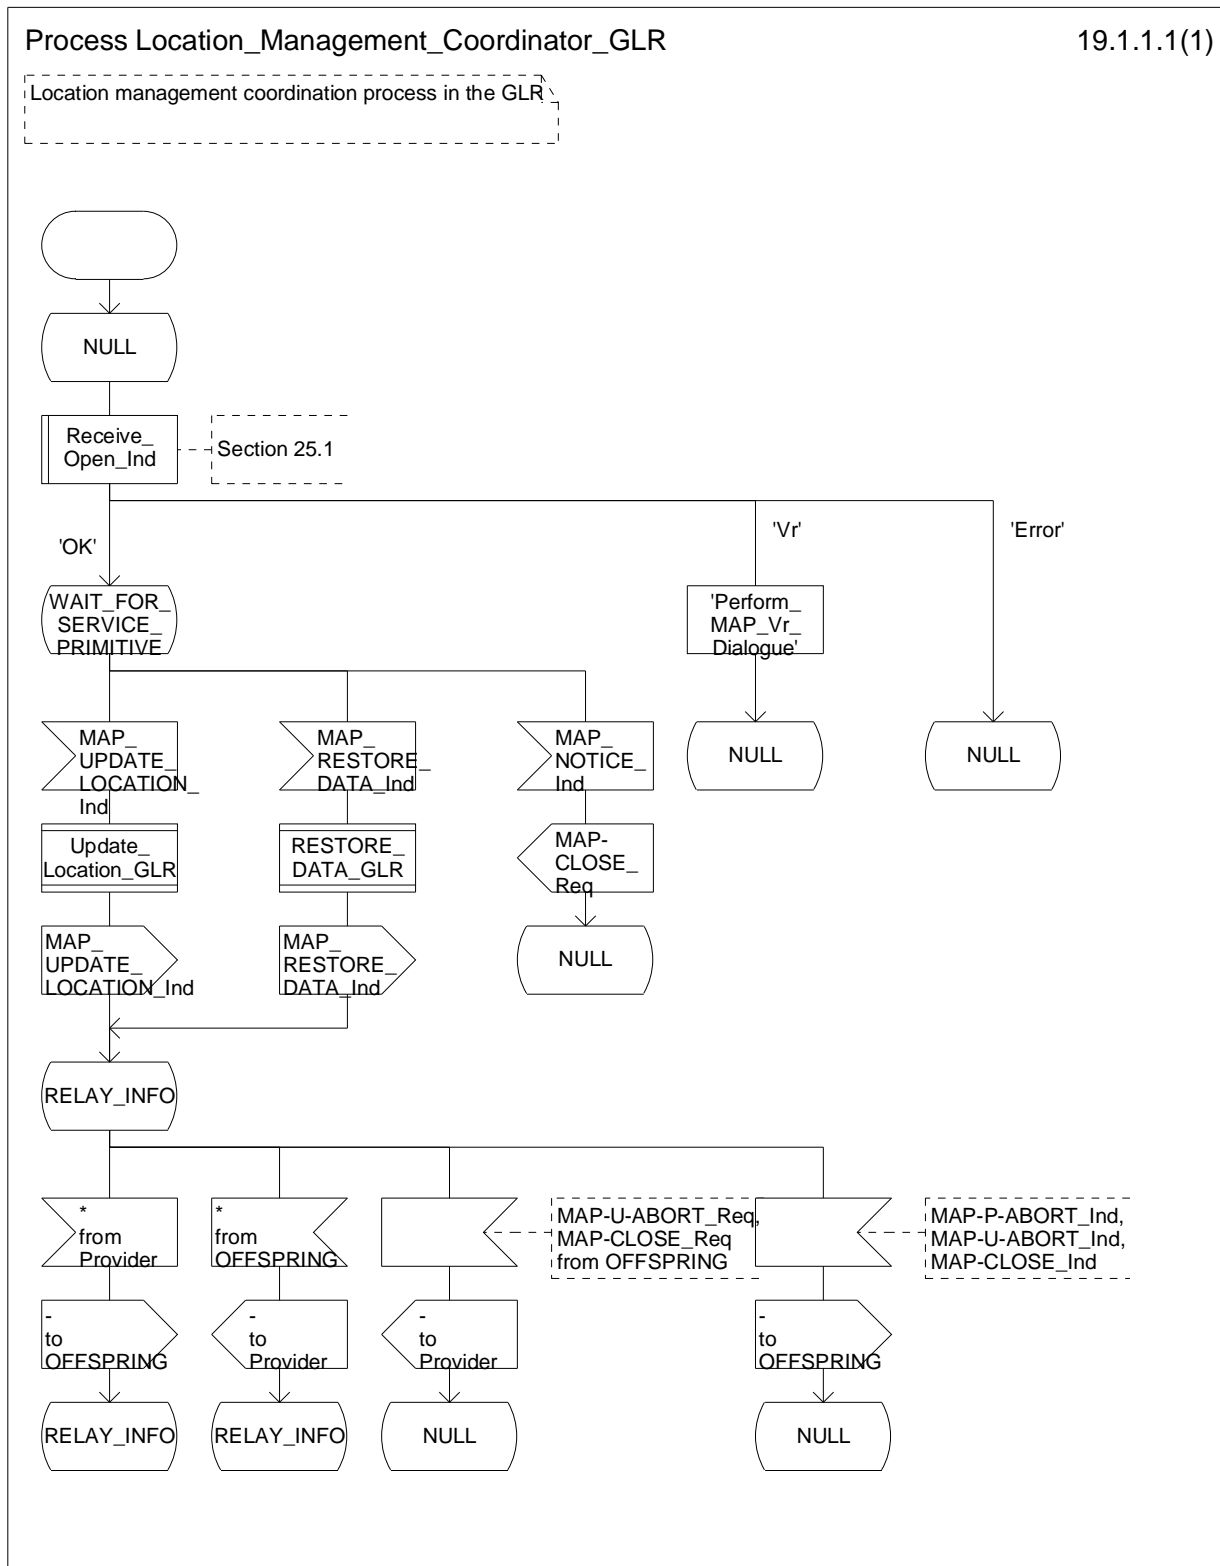 Process Location_Management_Coordinator_GLR
19.1.1.1(1)
Location management coordination process in the GLR
NULL
Receive_
Open_Ind
Section 25.1
'OK'
'Vr'
'Error'
WAIT_FOR_
SERVICE_
PRIMITIVE
'Perform_
MAP_Vr_
Dialogue'
MAP_
UPDATE_
LOCATION_
Ind
MAP_
RESTORE_
DATA_Ind
MAP_
NOTICE_
Ind
NULL
NULL
Update_
Location_GLR
RESTORE_
DATA_GLR
MAP-
CLOSE_
Req
MAP_
UPDATE_
LOCATION_Ind
MAP_
RESTORE_
DATA_Ind
NULL
RELAY_INFO
*
from
Provider
*
from
OFFSPRING
MAP-U-ABORT_Req,
MAP-CLOSE_Req
from OFFSPRING
MAP-P-ABORT_Ind,
MAP-U-ABORT_Ind,
MAP-CLOSE_Ind
-
to
OFFSPRING
-
to
Provider
-
to
Provider
-
to
OFFSPRING
RELAY_INFO
RELAY_INFO
NULL
NULL